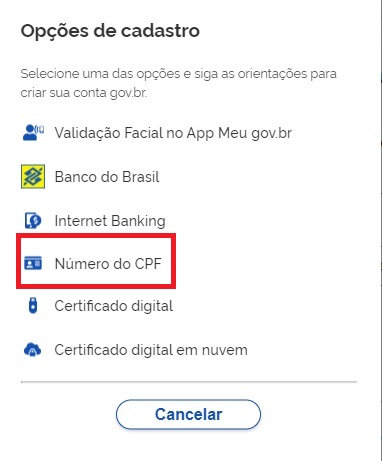 Opções de cadastro
Selecione uma das opções e siga as orientações para
criar sua conta gov.br.
Validação Facial no App Meu gov.br
Banco do Brasil
Internet Banking
Número do CPF
Certificado digital
Certificado digital em nuvem
Cancelar